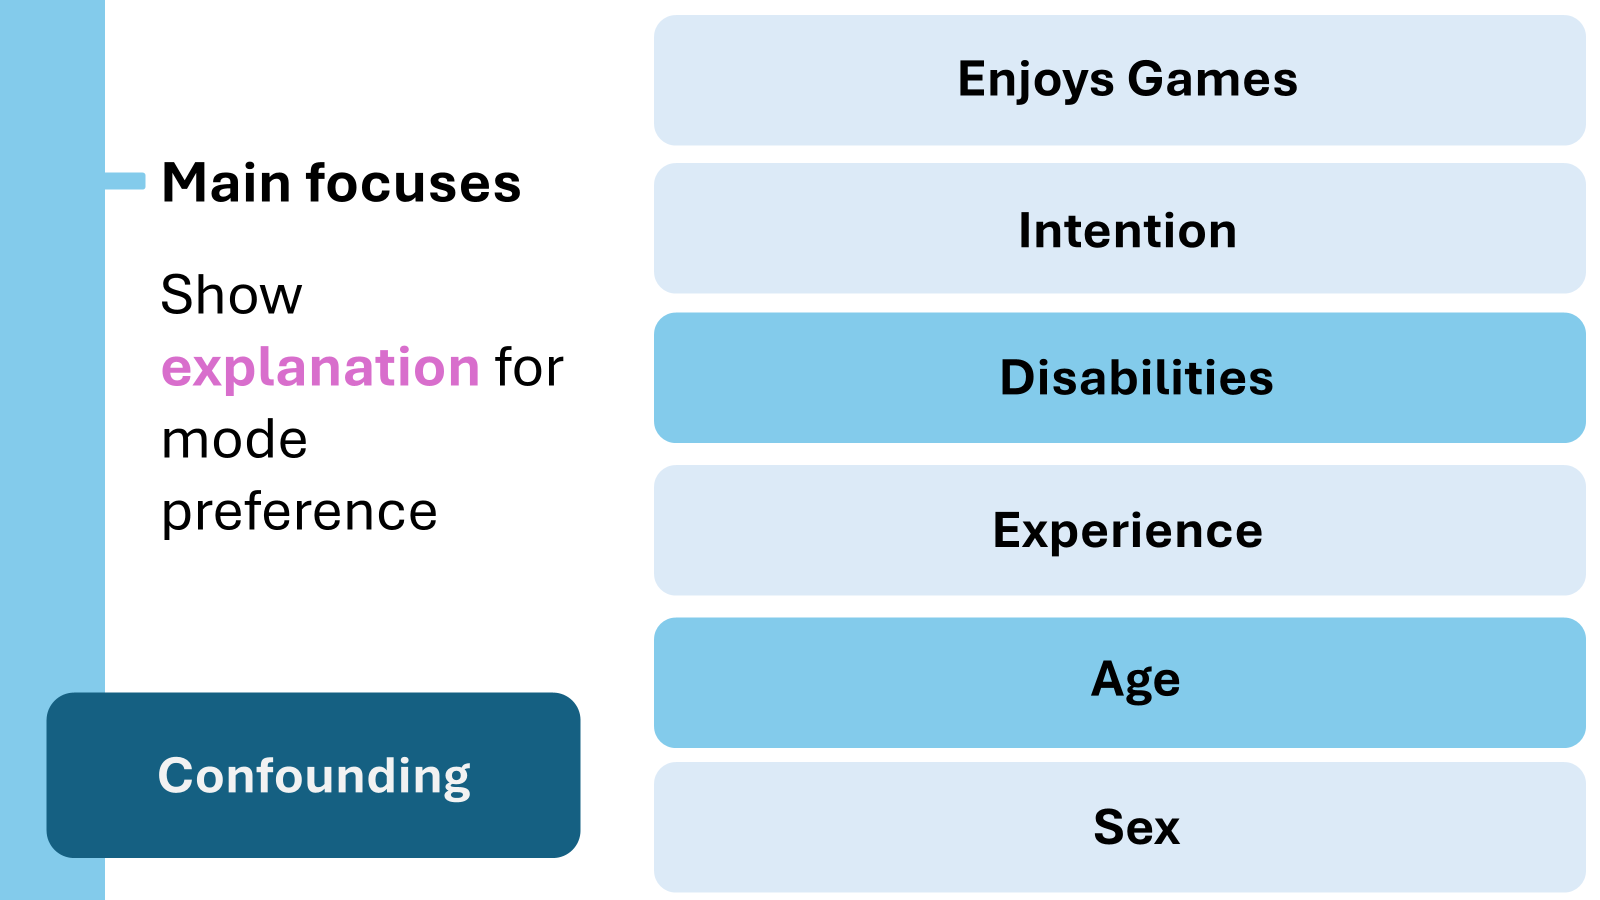 Main focuses
Show
explanation for
mode
preference
Confounding
Enjoys Games
Intention
Disabilities
Experience
Age
Sex